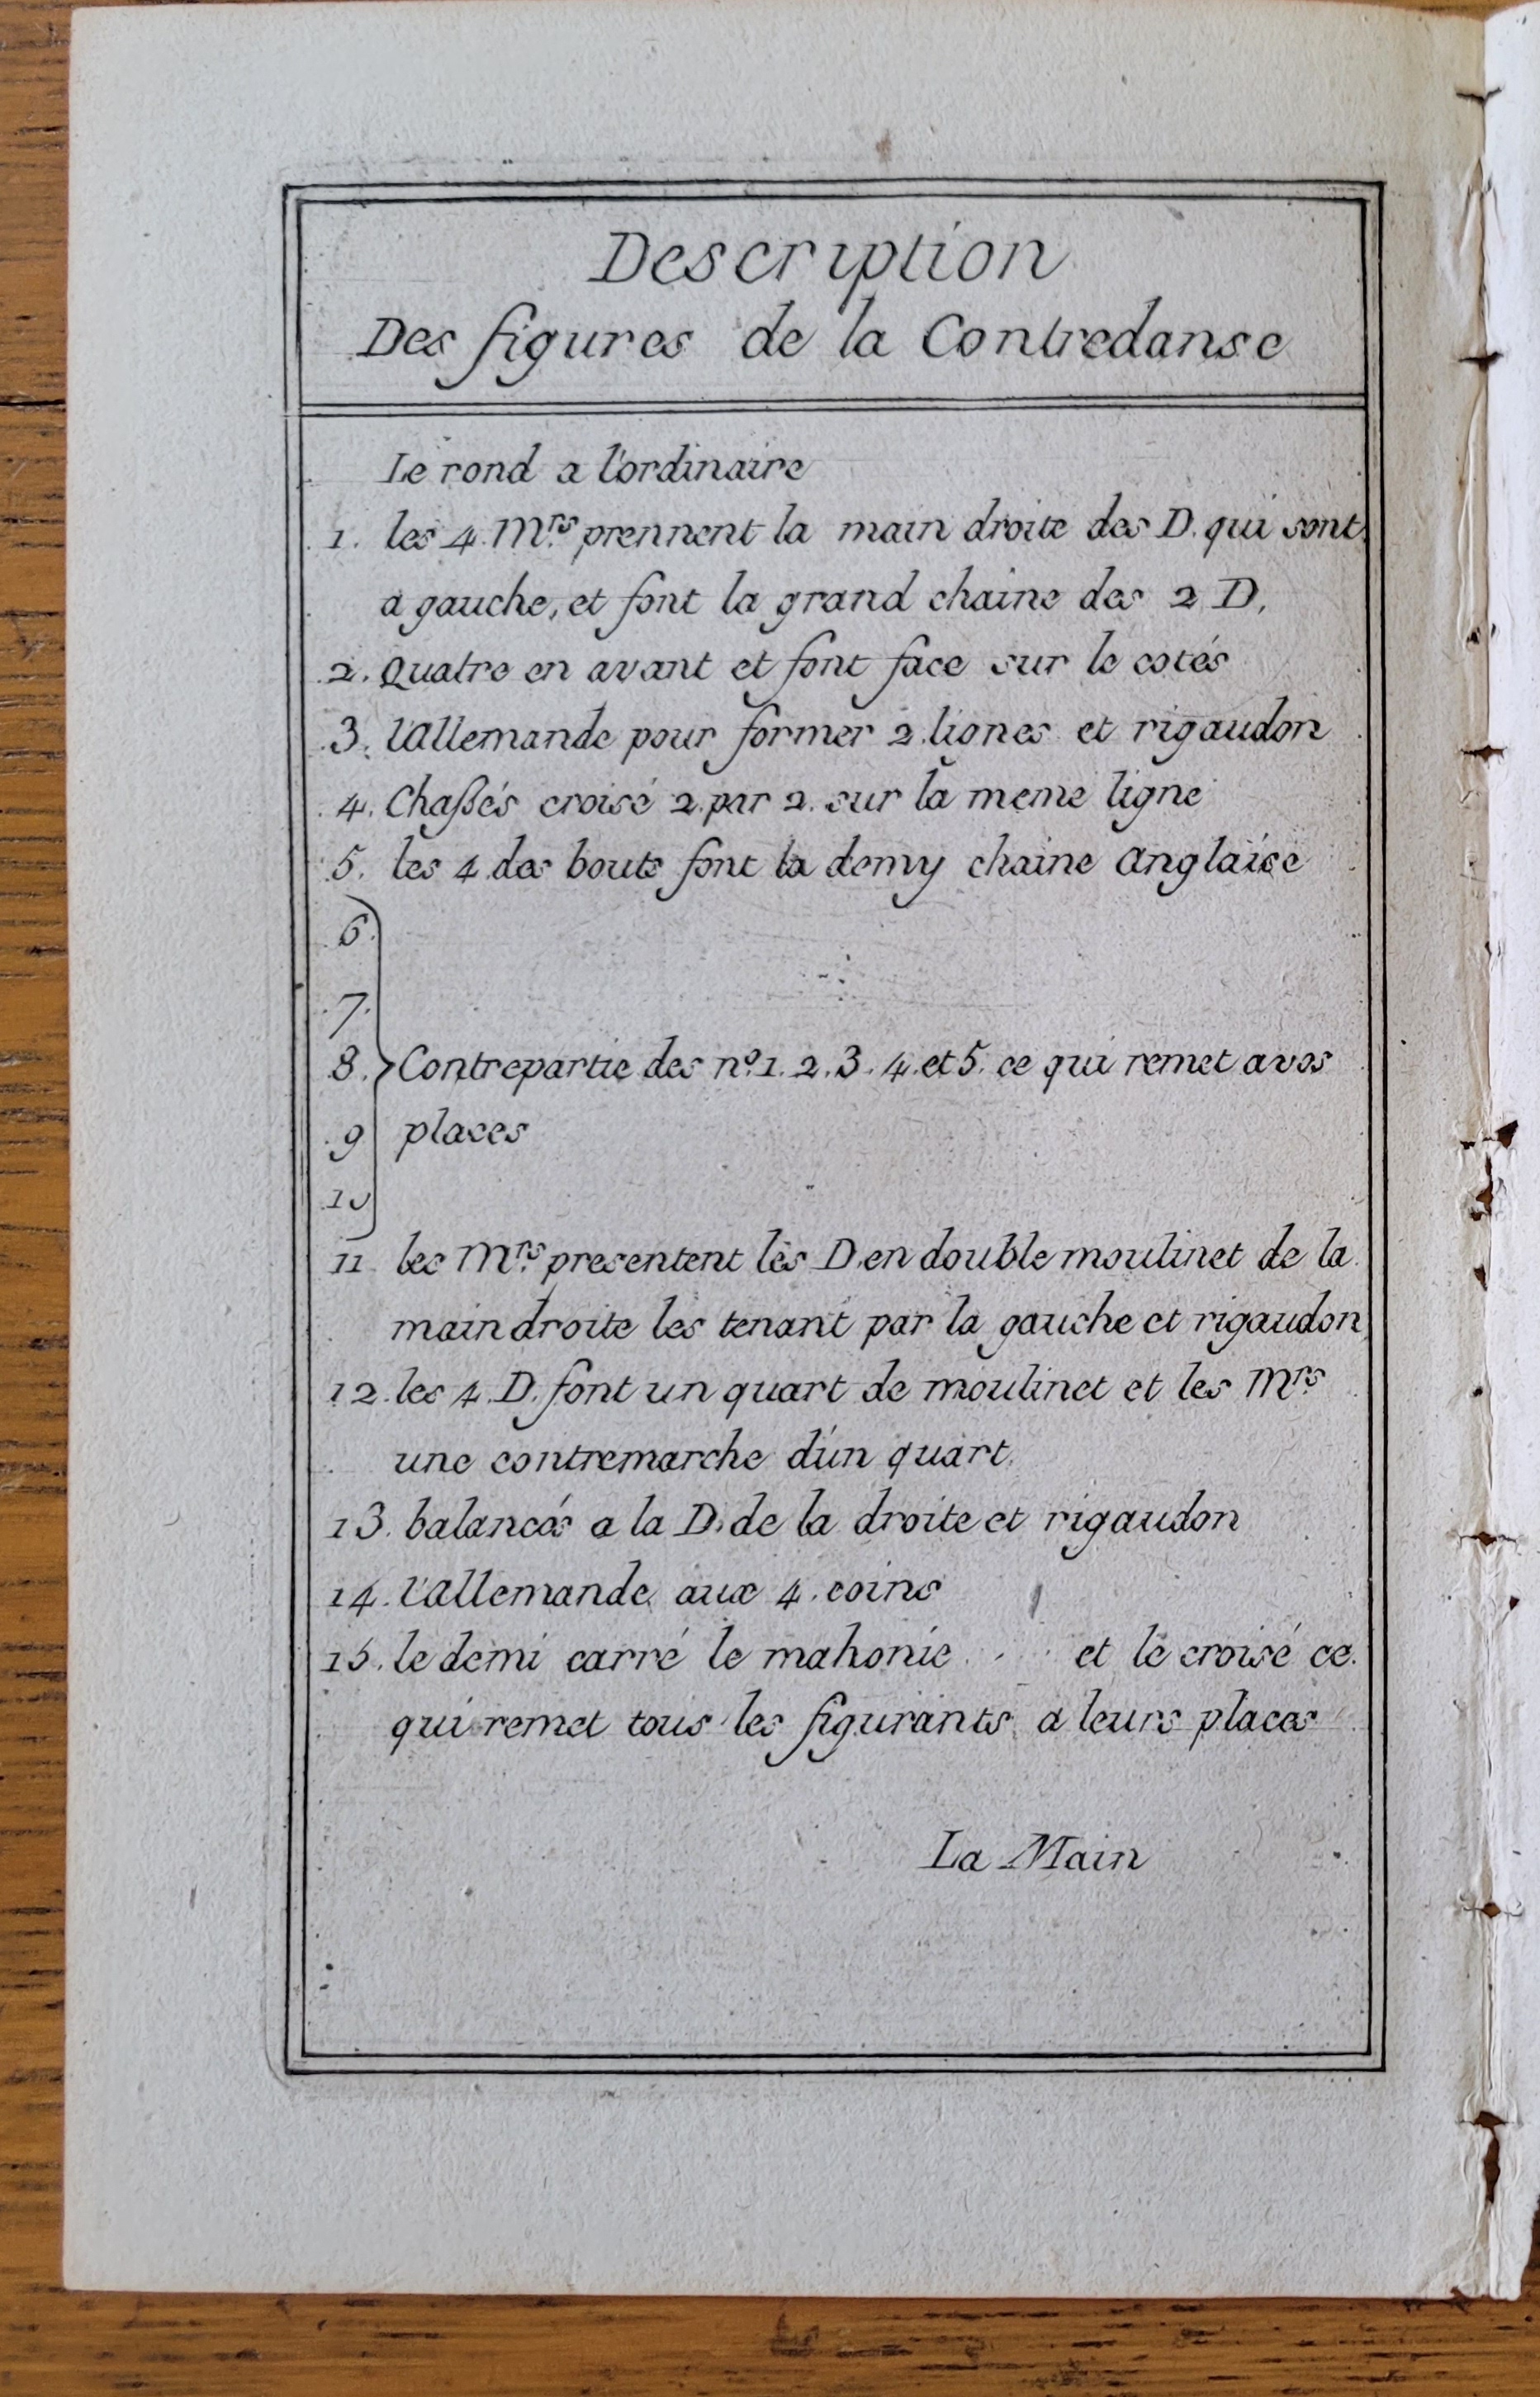 Description
Des figures de la Contredanse
Le rond a l'ordinaire
1. les 4. Mrs. prennent la main droite des D. qui sont
a gauche, et font la grand chaine des 2 D.
2. Quatre en avant et font face sur le cotés
3. l'Allemande pour former 2. lignes et rigaudon
4. Chaßés croisé 2. par 2. sur la meme ligne
5. les 4 des bouts font la demy chaine Anglaise
6.
7.
8. Contrepartie des no. 1. 2. 3. 4. et 5. ce qui remet a vos
9 places
10
11 les Mrs. presentent les D. en double moulinet de la
main droite les tenant par la gauche et rigaudon
12. les 4. D. font un quart de moulinet et les Mrs.
une contremarche d'un quart.
13. balancés a la D. de la droite et rigaudon
14. l'Allemande aux 4. coins
15. le demi carré le mahonie et le croisé ce
qui remet tous les figurants a leurs places
La Main